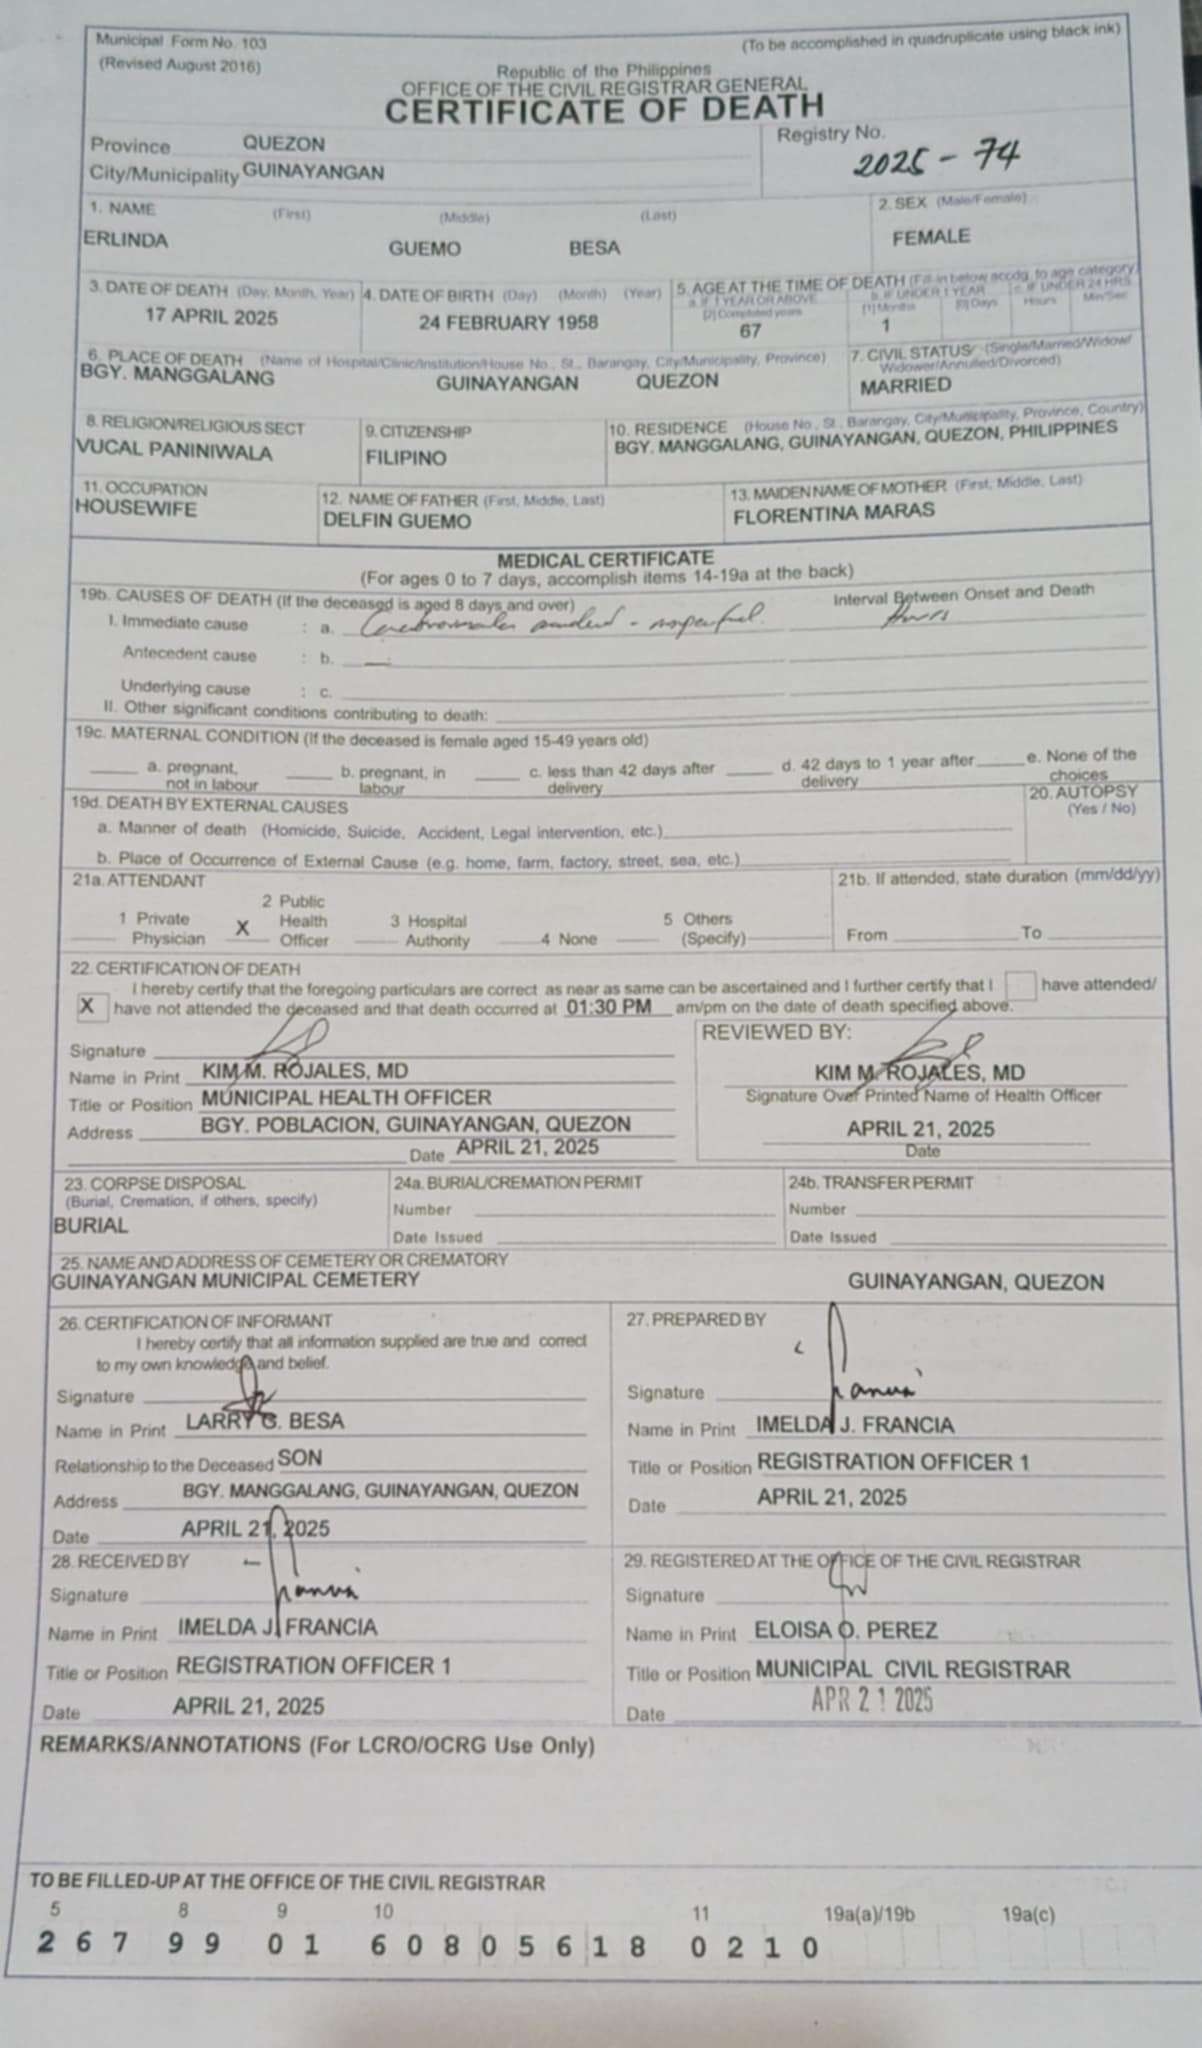 Municipal Form No. 103 (To be accomplished in quadruplicate using black ink)
(Revised August 2016)
Republic of the Philippines
OFFICE OF THE CIVIL REGISTRAR GENERAL
CERTIFICATE OF DEATH
Province QUEZON Registry No.
City/Municipality GUINAYANGAN 2025 - 74
1. NAME (First) (Middle) (Last) 2. SEX (Male/Female)
ERLINDA GUEMO BESA FEMALE
3. DATE OF DEATH (Day, Month, Year) 4. DATE OF BIRTH (Day) (Month) (Year) 5. AGE AT THE TIME OF DEATH (Fill-in below accdg. to age category)
a. IF 1 YEAR OR ABOVE b. IF UNDER 1 YEAR c. IF UNDER 24 HRS
[2] Completed years [1] Months [0] Days Hours Min/Sec
17 APRIL 2025 24 FEBRUARY 1958 67 1
6. PLACE OF DEATH (Name of Hospital/Clinic/Institution/House No., St., Barangay, City/Municipality, Province) 7. CIVIL STATUS (Single/Married/Widow/
Widower/Annulled/Divorced)
BGY. MANGGALANG GUINAYANGAN QUEZON MARRIED
8. RELIGION/RELIGIOUS SECT 9. CITIZENSHIP 10. RESIDENCE (House No., St., Barangay, City/Municipality, Province, Country)
VUCAL PANINIWALA FILIPINO BGY. MANGGALANG, GUINAYANGAN, QUEZON, PHILIPPINES
11. OCCUPATION 12. NAME OF FATHER (First, Middle, Last) 13. MAIDEN NAME OF MOTHER (First, Middle, Last)
HOUSEWIFE DELFIN GUEMO FLORENTINA MARAS
MEDICAL CERTIFICATE
(For ages 0 to 7 days, accomplish items 14-19a at the back)
19b. CAUSES OF DEATH (If the deceased is aged 8 days and over) Interval Between Onset and Death
I. Immediate cause : a. Hours
Antecedent cause : b.
Underlying cause : c.
II. Other significant conditions contributing to death:
19c. MATERNAL CONDITION (If the deceased is female aged 15-49 years old)
a. pregnant, b. pregnant, in c. less than 42 days after d. 42 days to 1 year after e. None of the
not in labour labour delivery delivery choices
19d. DEATH BY EXTERNAL CAUSES 20. AUTOPSY
a. Manner of death (Homicide, Suicide, Accident, Legal intervention, etc.) (Yes / No)
b. Place of Occurrence of External Cause (e.g. home, farm, factory, street, sea, etc.)
21a. ATTENDANT 21b. If attended, state duration (mm/dd/yy)
1 Private X 2 Public 3 Hospital 4 None 5 Others
Physician Health Authority (Specify)
Officer From To
22. CERTIFICATION OF DEATH
I hereby certify that the foregoing particulars are correct as near as same can be ascertained and I further certify that I have attended/
X have not attended the deceased and that death occurred at 01:30 PM am/pm on the date of death specified above.
Signature REVIEWED BY:
Name in Print KIM M. ROJALES, MD KIM M. ROJALES, MD
Title or Position MUNICIPAL HEALTH OFFICER Signature Over Printed Name of Health Officer
Address BGY. POBLACION, GUINAYANGAN, QUEZON APRIL 21, 2025
Date APRIL 21, 2025 Date
23. CORPSE DISPOSAL 24a. BURIAL/CREMATION PERMIT 24b. TRANSFER PERMIT
(Burial, Cremation, if others, specify) Number Number
BURIAL Date Issued Date Issued
25. NAME AND ADDRESS OF CEMETERY OR CREMATORY
GUINAYANGAN MUNICIPAL CEMETERY GUINAYANGAN, QUEZON
26. CERTIFICATION OF INFORMANT 27. PREPARED BY
I hereby certify that all information supplied are true and correct
to my own knowledge and belief.
Signature Signature
Name in Print LARRY G. BESA Name in Print IMELDA J. FRANCIA
Relationship to the Deceased SON Title or Position REGISTRATION OFFICER 1
Address BGY. MANGGALANG, GUINAYANGAN, QUEZON Date APRIL 21, 2025
Date APRIL 21, 2025
28. RECEIVED BY 29. REGISTERED AT THE OFFICE OF THE CIVIL REGISTRAR
Signature Signature
Name in Print IMELDA J. FRANCIA Name in Print ELOISA O. PEREZ
Title or Position REGISTRATION OFFICER 1 Title or Position MUNICIPAL CIVIL REGISTRAR
Date APRIL 21, 2025 Date APR 21 2025
REMARKS/ANNOTATIONS (For LCRO/OCRG Use Only)
TO BE FILLED-UP AT THE OFFICE OF THE CIVIL REGISTRAR
5 8 9 10 11 19a(a)/19b 19a(c)
2 6 7 9 9 0 1 6 0 8 0 5 6 1 8 0 2 1 0